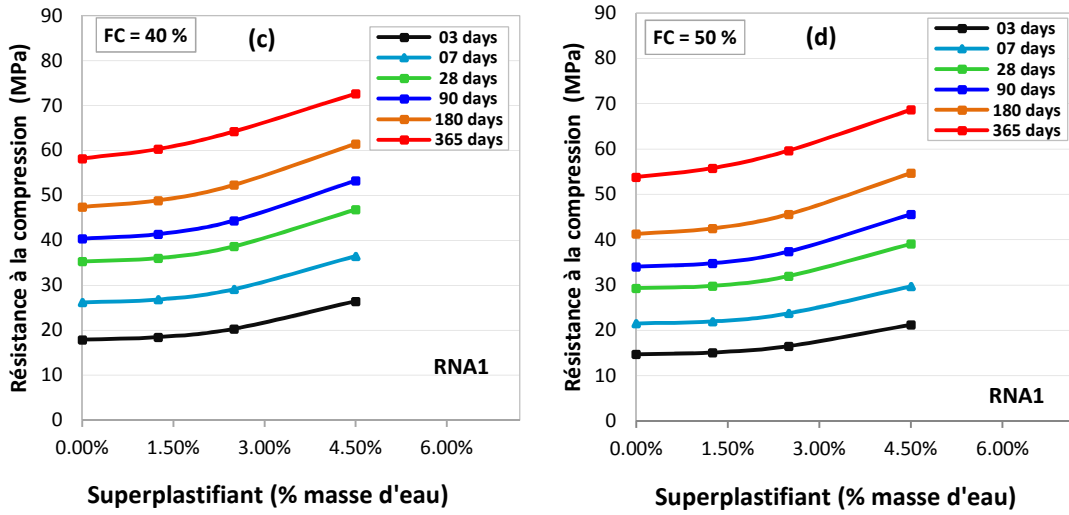 FC = 40 %
(c)
03 days
07 days
28 days
90 days
180 days
365 days
90
80
70
60
50
40
30
20
10
0
Résistance à la compression (MPa)
RNA1
0.00% 1.50% 3.00% 4.50% 6.00%
Superplastifiant (% masse d'eau)
FC = 50 %
(d)
03 days
07 days
28 days
90 days
180 days
365 days
90
80
70
60
50
40
30
20
10
0
Résistance à la compression (MPa)
RNA1
0.00% 1.50% 3.00% 4.50% 6.00%
Superplastifiant (% masse d'eau)